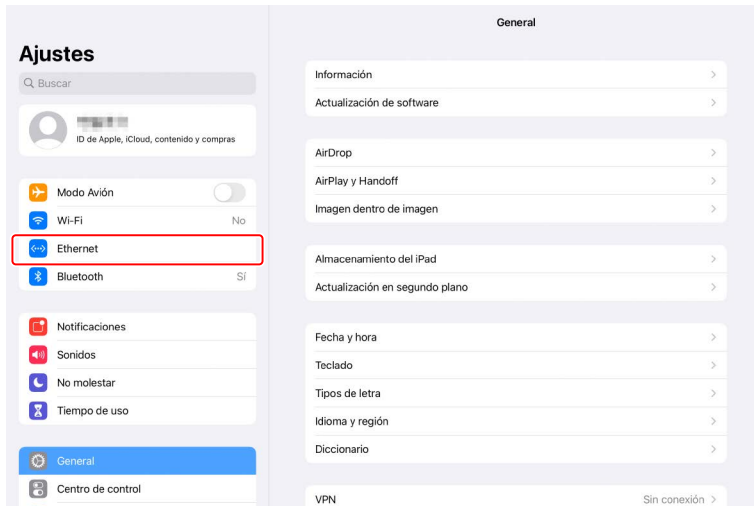 Ajustes
Buscar
ID de Apple, iCloud, contenido y compras
Modo Avión
Wi-Fi No
Ethernet
Bluetooth Sí
Notificaciones
Sonidos
No molestar
Tiempo de uso
General
Centro de control
General
Información
Actualización de software
AirDrop
AirPlay y Handoff
Imagen dentro de imagen
Almacenamiento del iPad
Actualización en segundo plano
Fecha y hora
Teclado
Tipos de letra
Idioma y región
Diccionario
VPN Sin conexión